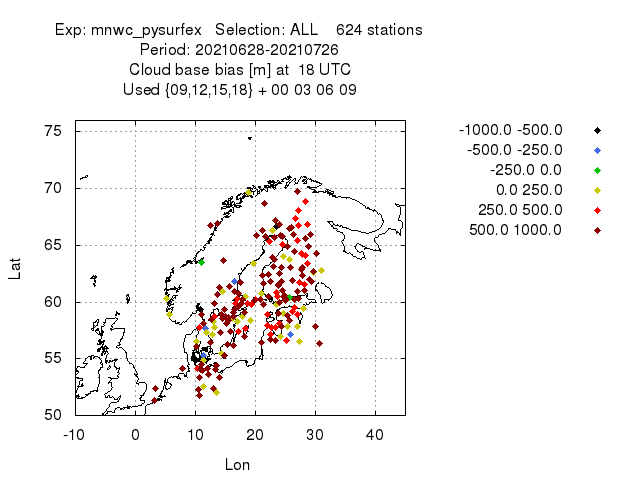 Exp: mnwc_pysurfex   Selection: ALL    624 stations
Period: 20210628-20210726
Cloud base bias [m] at  18 UTC
Used {09,12,15,18} + 00 03 06 09
-1000.0 -500.0
-500.0 -250.0
-250.0 0.0
0.0 250.0
250.0 500.0
500.0 1000.0
75
70
65
60
55
50
Lat
-10 0 10 20 30 40
Lon